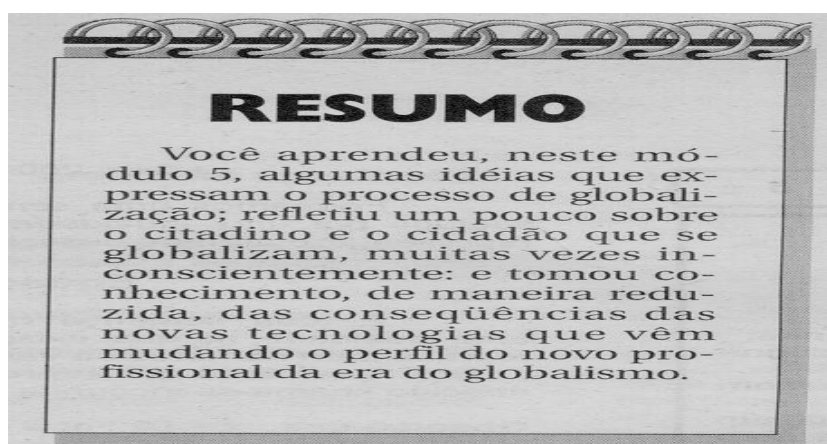 RESUMO
Você aprendeu, neste mó-
dulo 5, algumas idéias que ex-
pressam o processo de globali-
zação; refletiu um pouco sobre
o citadino e o cidadão que se
globalizam, muitas vezes in-
conscientemente: e tomou co-
nhecimento, de maneira redu-
zida, das conseqüências das
novas tecnologias que vêm
mudando o perfil do novo pro-
fissional da era do globalismo.